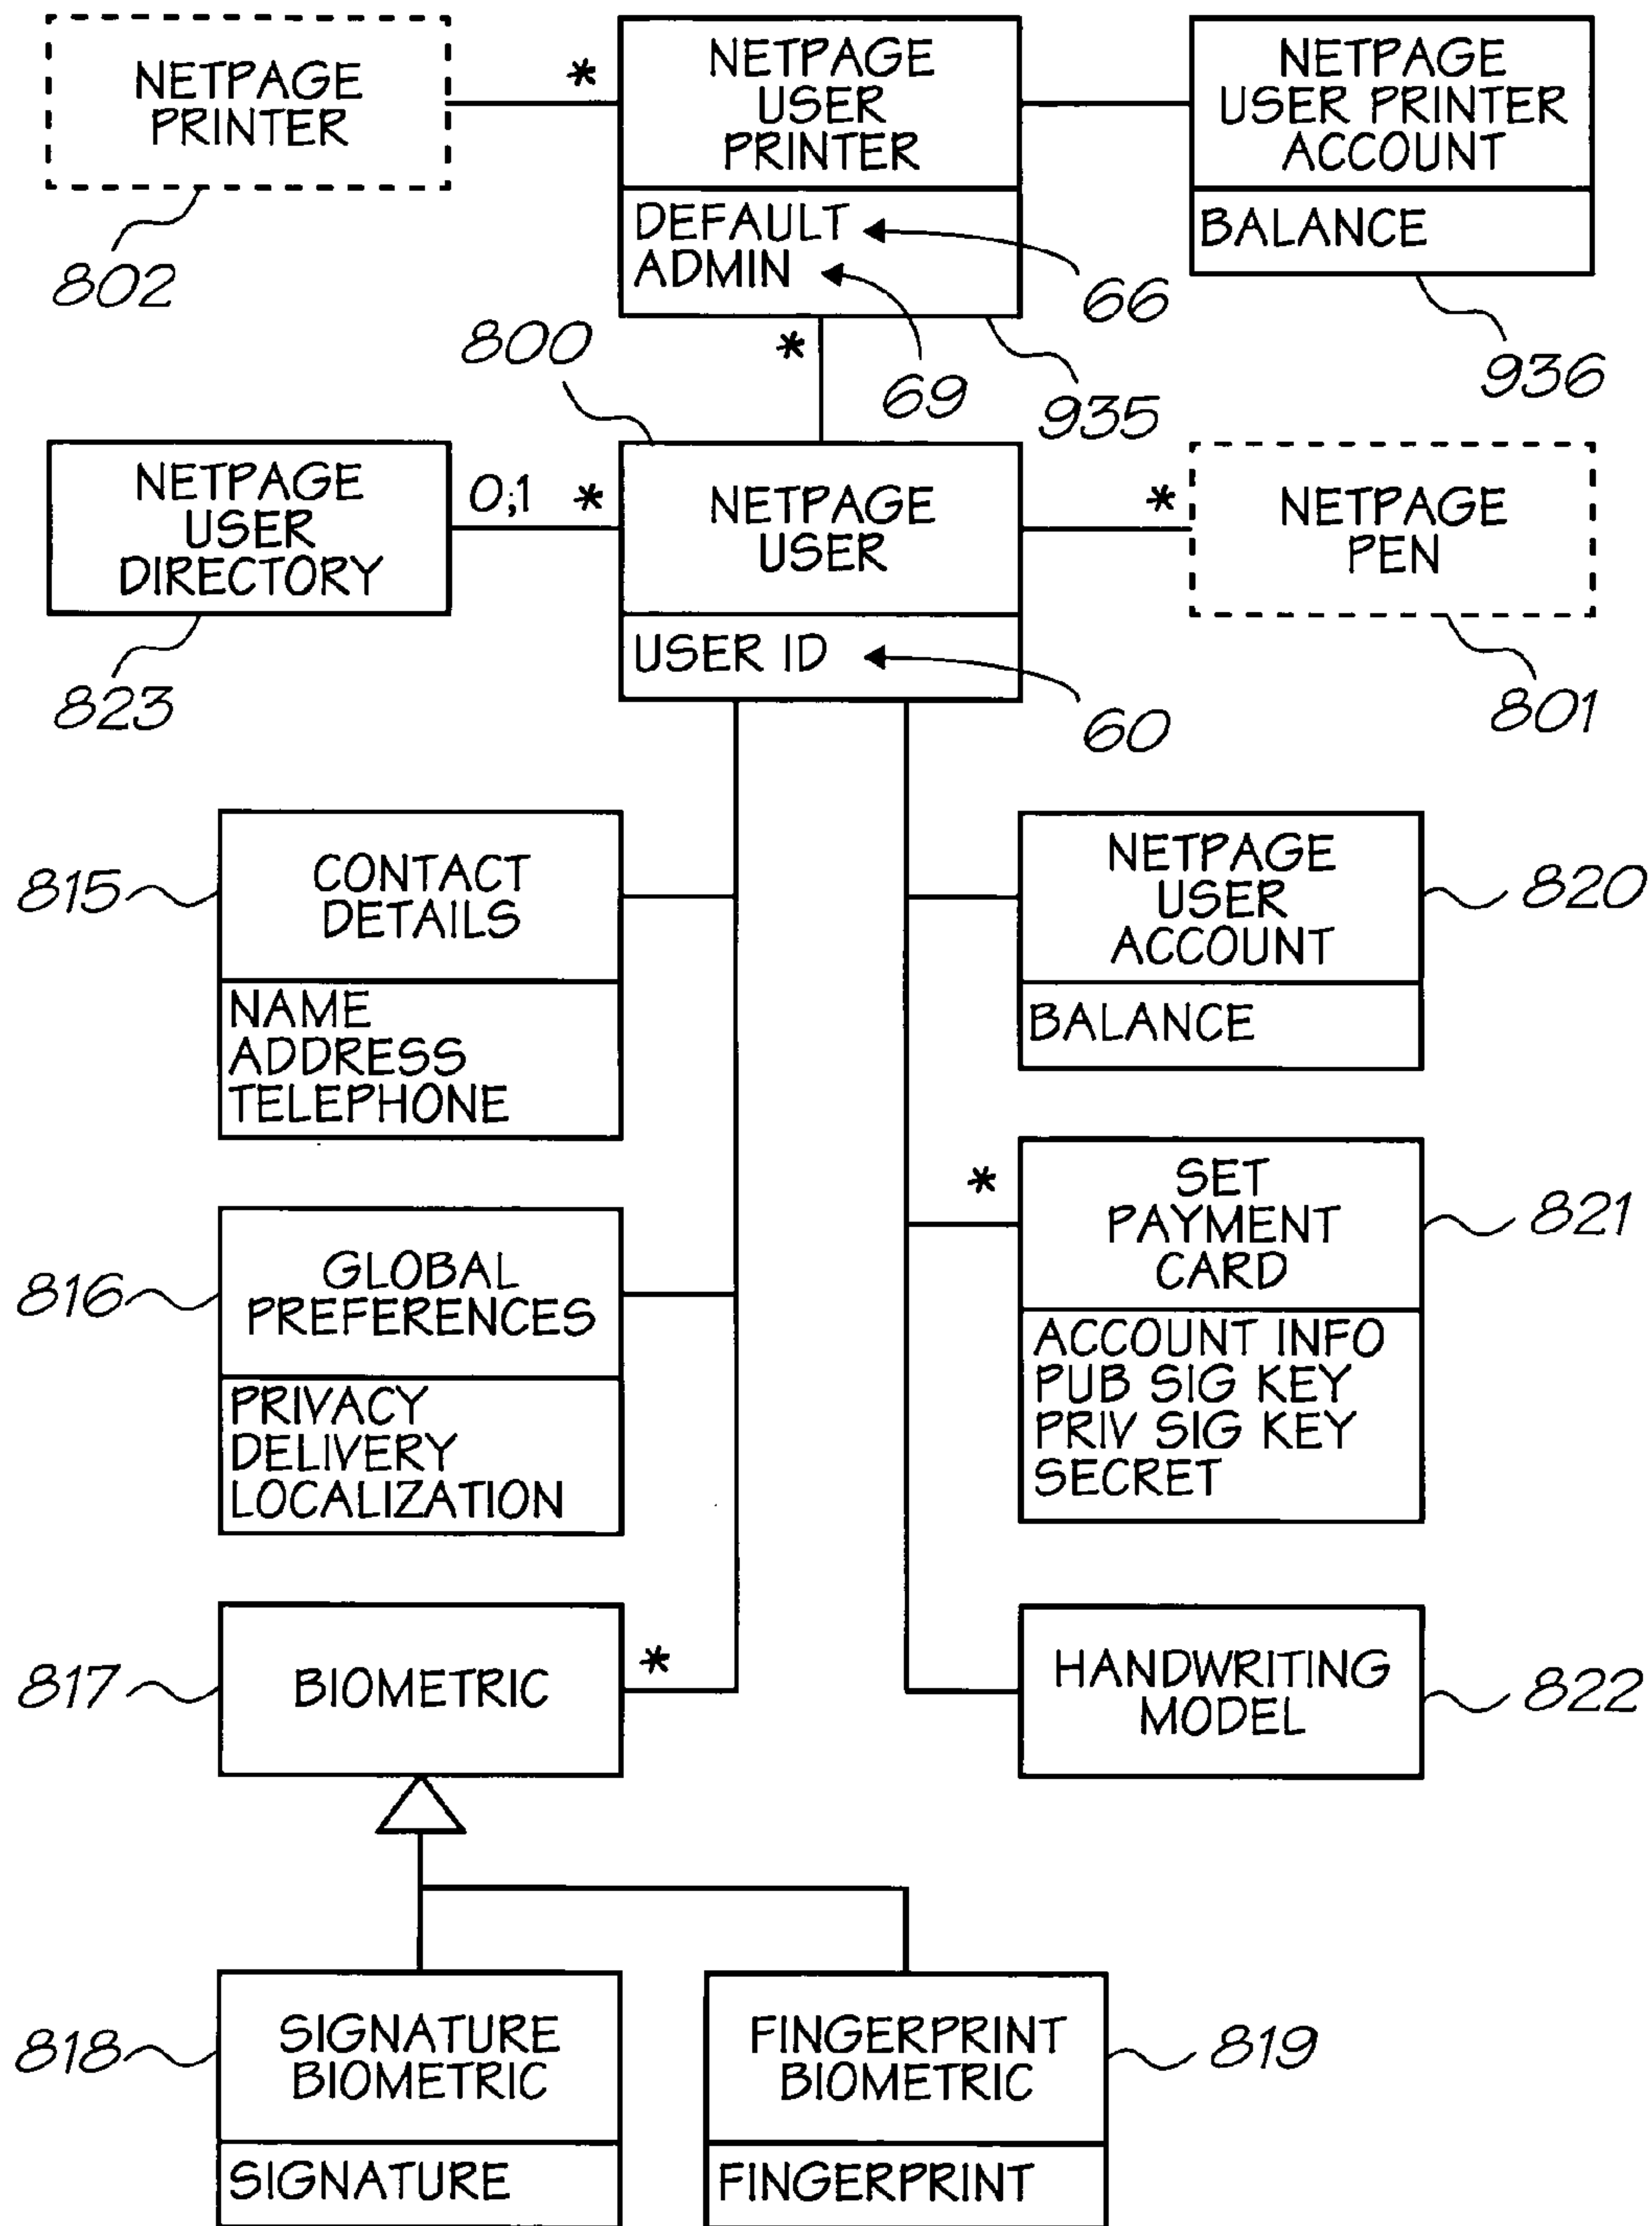 NETPAGE
PRINTER
802
*
NETPAGE
USER
PRINTER
DEFAULT
ADMIN
66
69
935
NETPAGE
USER PRINTER
ACCOUNT
BALANCE
936
*
800
NETPAGE
USER
DIRECTORY
823
0;1 *
NETPAGE
USER
USER ID
60
*
NETPAGE
PEN
801
815
CONTACT
DETAILS
NAME
ADDRESS
TELEPHONE
NETPAGE
USER
ACCOUNT
BALANCE
820
816
GLOBAL
PREFERENCES
PRIVACY
DELIVERY
LOCALIZATION
*
SET
PAYMENT
CARD
ACCOUNT INFO
PUB SIG KEY
PRIV SIG KEY
SECRET
821
817
BIOMETRIC
*
HANDWRITING
MODEL
822
818
SIGNATURE
BIOMETRIC
SIGNATURE
FINGERPRINT
BIOMETRIC
FINGERPRINT
819